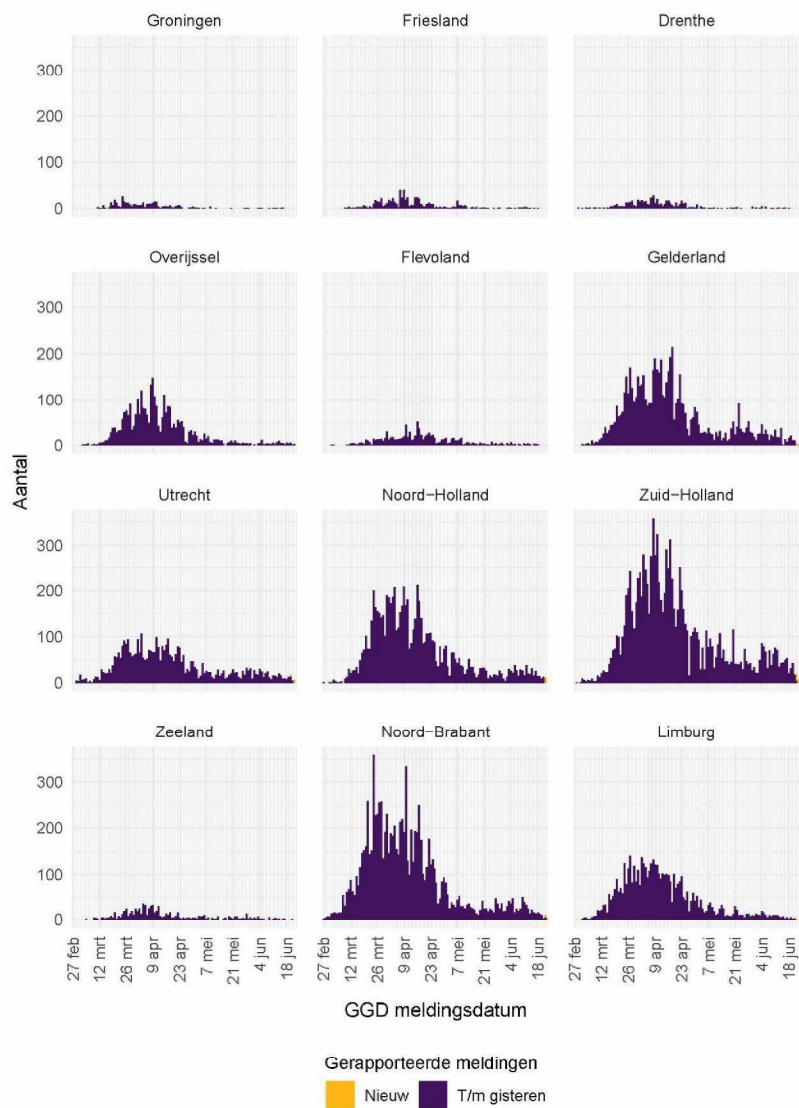 Groningen Friesland Drenthe
300
200
100
0
Overijssel Flevoland Gelderland
300
200
100
0
Aantal
Utrecht Noord-Holland Zuid-Holland
300
200
100
0
Zeeland Noord-Brabant Limburg
300
200
100
0
27 feb 12 mrt 26 mrt 9 apr 23 apr 7 mei 21 mei 4 jun 18 jun 27 feb 12 mrt 26 mrt 9 apr 23 apr 7 mei 21 mei 4 jun 18 jun 27 feb 12 mrt 26 mrt 9 apr 23 apr 7 mei 21 mei 4 jun 18 jun
GGD meldingsdatum
Gerapporteerde meldingen
Nieuw T/m gisteren